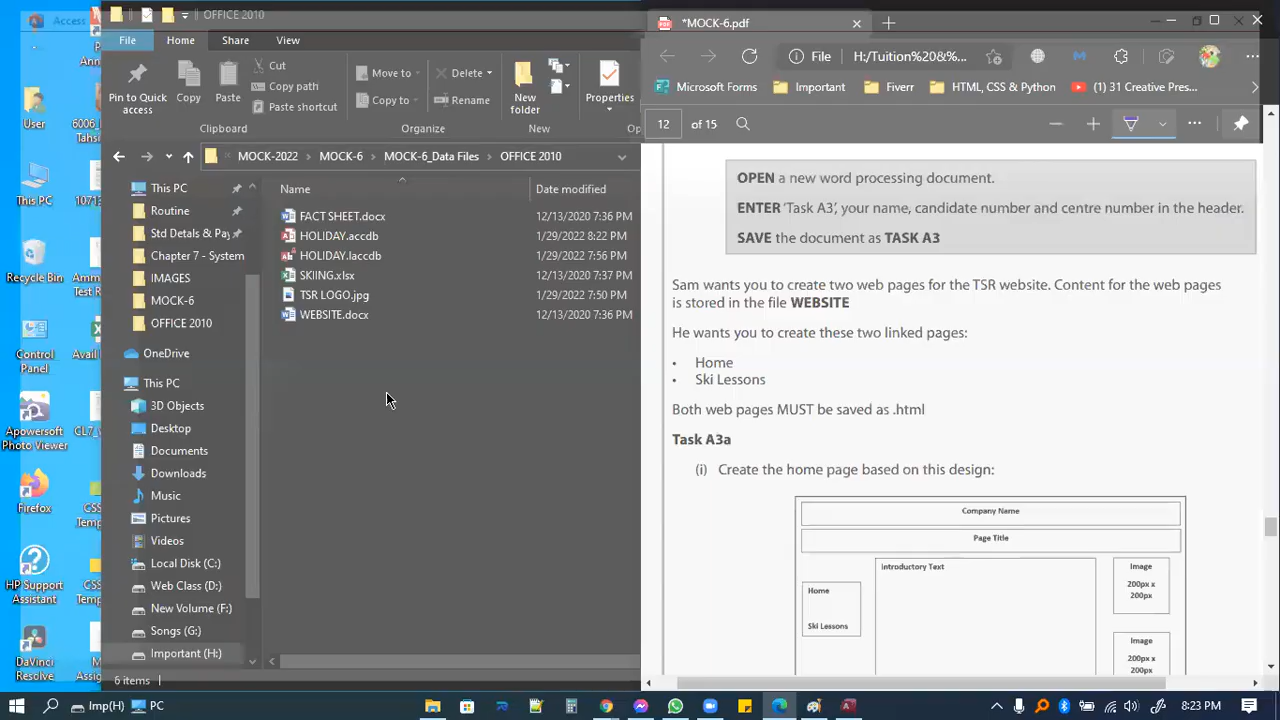 Access
OFFICE 2010
File
Home
Share
View
Pin to Quick
access
Copy
Paste
Cut
Copy path
Paste shortcut
Move to
Copy to
Delete
Rename
New
folder
Properties
Clipboard
Organize
New
MOCK-2022
MOCK-6
MOCK-6_Data Files
OFFICE 2010
Name
Date modified
FACT SHEET.docx
12/13/2020 7:36 PM
HOLIDAY.accdb
1/29/2022 8:22 PM
HOLIDAY.laccdb
1/29/2022 7:56 PM
SKIING.xlsx
12/13/2020 7:37 PM
TSR LOGO.jpg
1/29/2022 7:50 PM
WEBSITE.docx
12/13/2020 7:36 PM
This PC
Routine
Std Detals & Pay
Chapter 7 - System
IMAGES
MOCK-6
OFFICE 2010
OneDrive
This PC
3D Objects
Desktop
Documents
Downloads
Music
Pictures
Videos
Local Disk (C:)
Web Class (D:)
New Volume (F:)
Songs (G:)
Important (H:)
6 items
User
This PC
Recycle Bin
Control
Panel
Apowersoft
Photo Viewer
Firefox
HP Support
Assistant
DaVinci
Resolve
*MOCK-6.pdf
File
H:/Tuition%20&%...
Microsoft Forms
Important
Fiverr
HTML, CSS & Python
(1) 31 Creative Pres...
12
of 15
OPEN a new word processing document.
ENTER 'Task A3', your name, candidate number and centre number in the header.
SAVE the document as TASK A3
Sam wants you to create two web pages for the TSR website. Content for the web pages
is stored in the file WEBSITE
He wants you to create these two linked pages:
• Home
• Ski Lessons
Both web pages MUST be saved as .html
Task A3a
(i) Create the home page based on this design:
Company Name
Page Title
Introductory Text
Home
Ski Lessons
Image
200px x
200px
Image
200px x
200px
Imp(H)
PC
8:23 PM